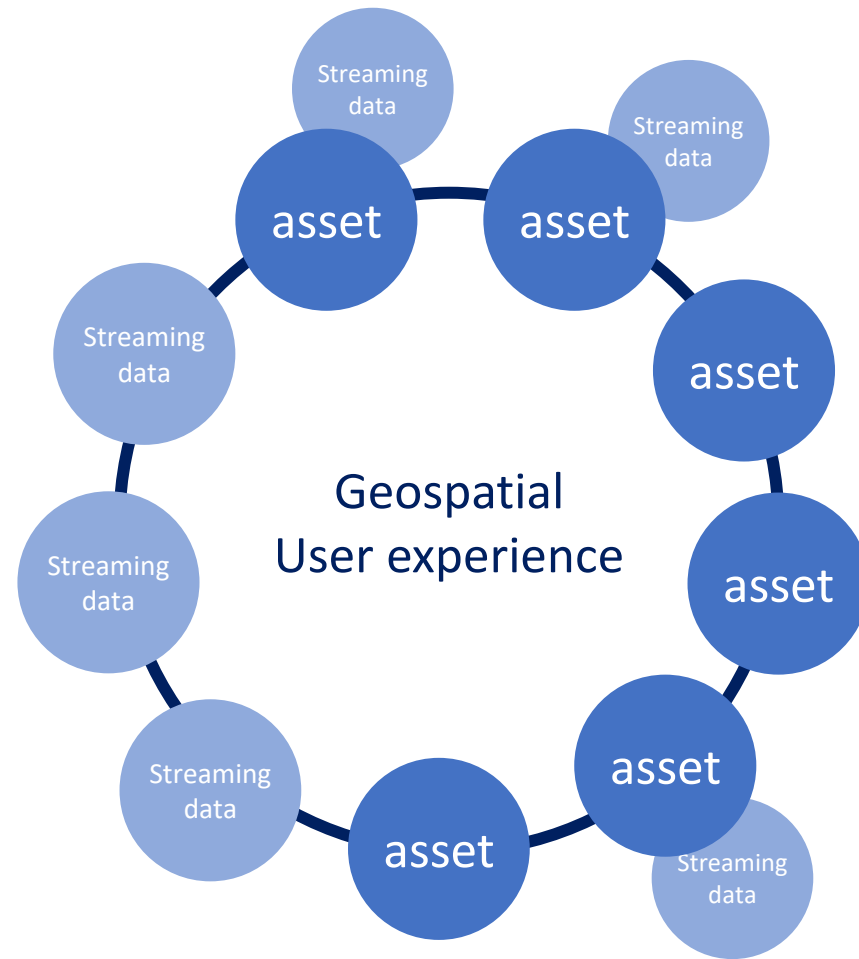 Streaming
data
Streaming
data
asset
asset
Streaming
data
asset
Geospatial
User experience
Streaming
data
asset
Streaming
data
asset
asset
Streaming
data